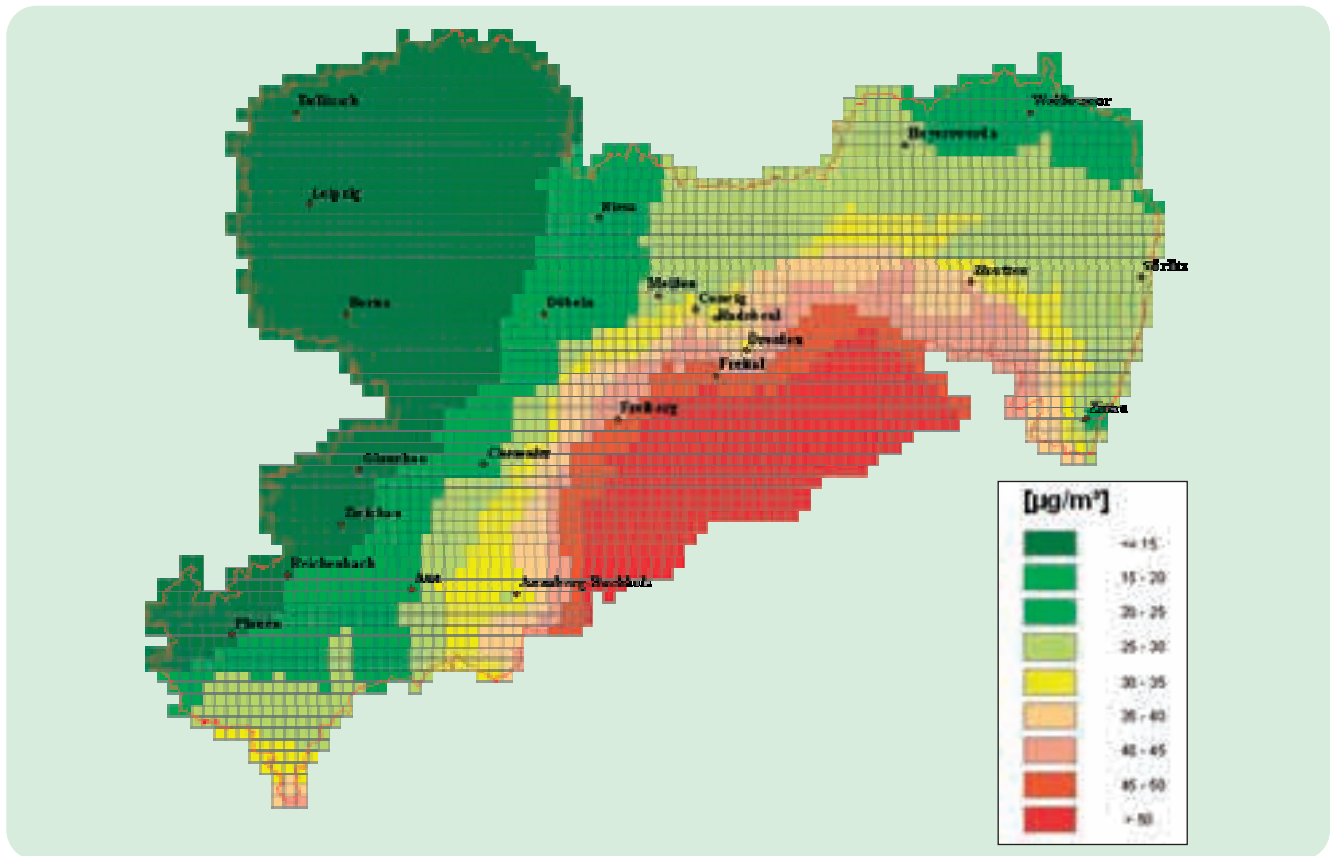 Weißwasser
Hoyerswerda
Leipzig
Riesa
Görlitz
Bautzen
Meißen
Coswig
Borna
Döbeln
Radebeul
Dresden
Freital
Freiberg
Zittau
Glauchau
Chemnitz
[µg/m³]
Zwickau
<= 15
Reichenbach
15 - 20
Aue
Annaberg-Buchholz
20 - 25
Plauen
25 - 30
30 - 35
35 - 40
40 - 45
45 - 50
> 50